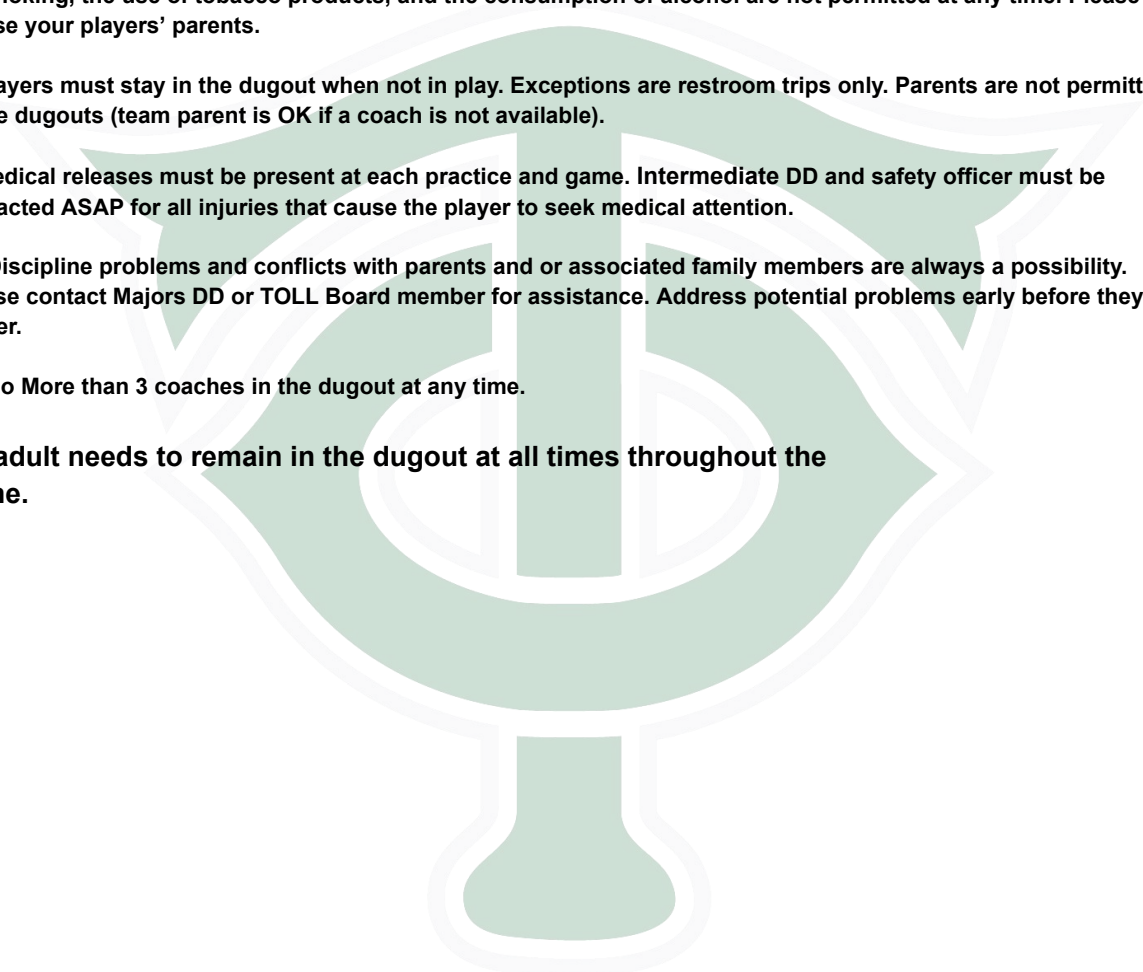 moking, the use of tobacco products, and the consumption of alcohol are not permitted at any time. Please
se your players' parents.
ayers must stay in the dugout when not in play. Exceptions are restroom trips only. Parents are not permitt
e dugouts (team parent is OK if a coach is not available).
edical releases must be present at each practice and game. Intermediate DD and safety officer must be
acted ASAP for all injuries that cause the player to seek medical attention.
Discipline problems and conflicts with parents and or associated family members are always a possibility.
se contact Majors DD or TOLL Board member for assistance. Address potential problems early before they
er.
o More than 3 coaches in the dugout at any time.
adult needs to remain in the dugout at all times throughout the
ne.